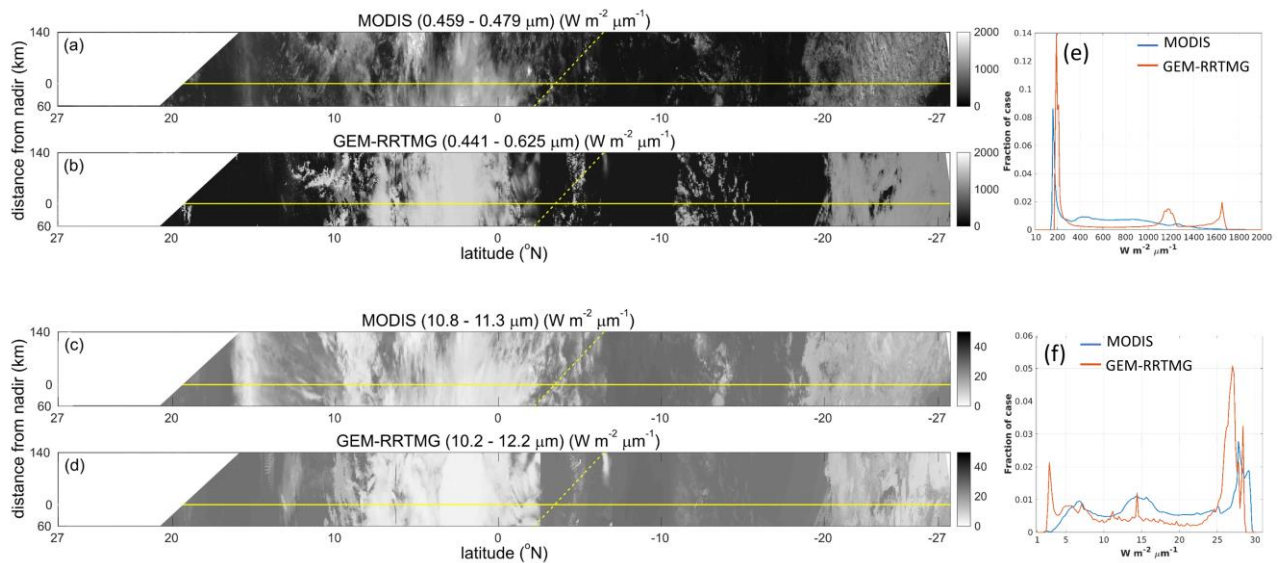 MODIS (0.459 - 0.479 μm) (W m-2 μm-1)
(a)
140
0
60
27 20 10 0 -10 -20 -27
2000
1000
0
GEM-RRTMG (0.441 - 0.625 μm) (W m-2 μm-1)
(b)
140
0
60
27 20 10 0 -10 -20 -27
2000
1000
0
latitude (oN)
distance from nadir (km)
(e)
MODIS
GEM-RRTMG
0.14
0.12
0.1
0.08
0.06
0.04
0.02
0
Fraction of case
10 200 400 600 800 1000 1200 1400 1600 1800 2000
W m-2 μm-1
MODIS (10.8 - 11.3 μm) (W m-2 μm-1)
(c)
140
0
60
27 20 10 0 -10 -20 -27
40
20
0
GEM-RRTMG (10.2 - 12.2 μm) (W m-2 μm-1)
(d)
140
0
60
27 20 10 0 -10 -20 -27
40
20
0
latitude (oN)
distance from nadir (km)
(f)
MODIS
GEM-RRTMG
0.06
0.05
0.04
0.03
0.02
0.01
0
Fraction of case
1 5 10 15 20 25 30
W m-2 μm-1